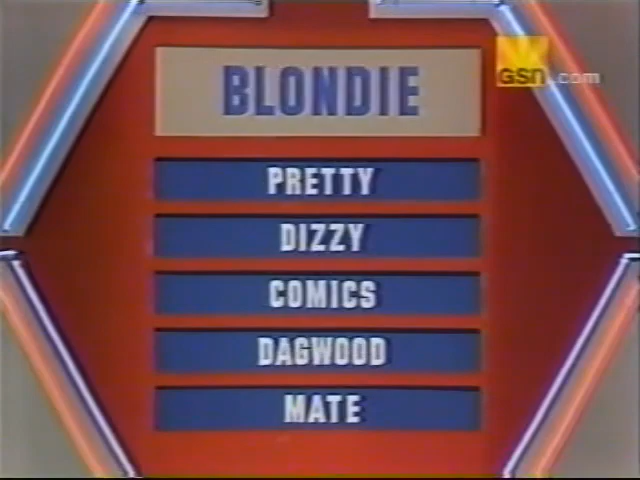 BLONDIE
GSN.com
PRETTY
DIZZY
COMICS
DAGWOOD
MATE